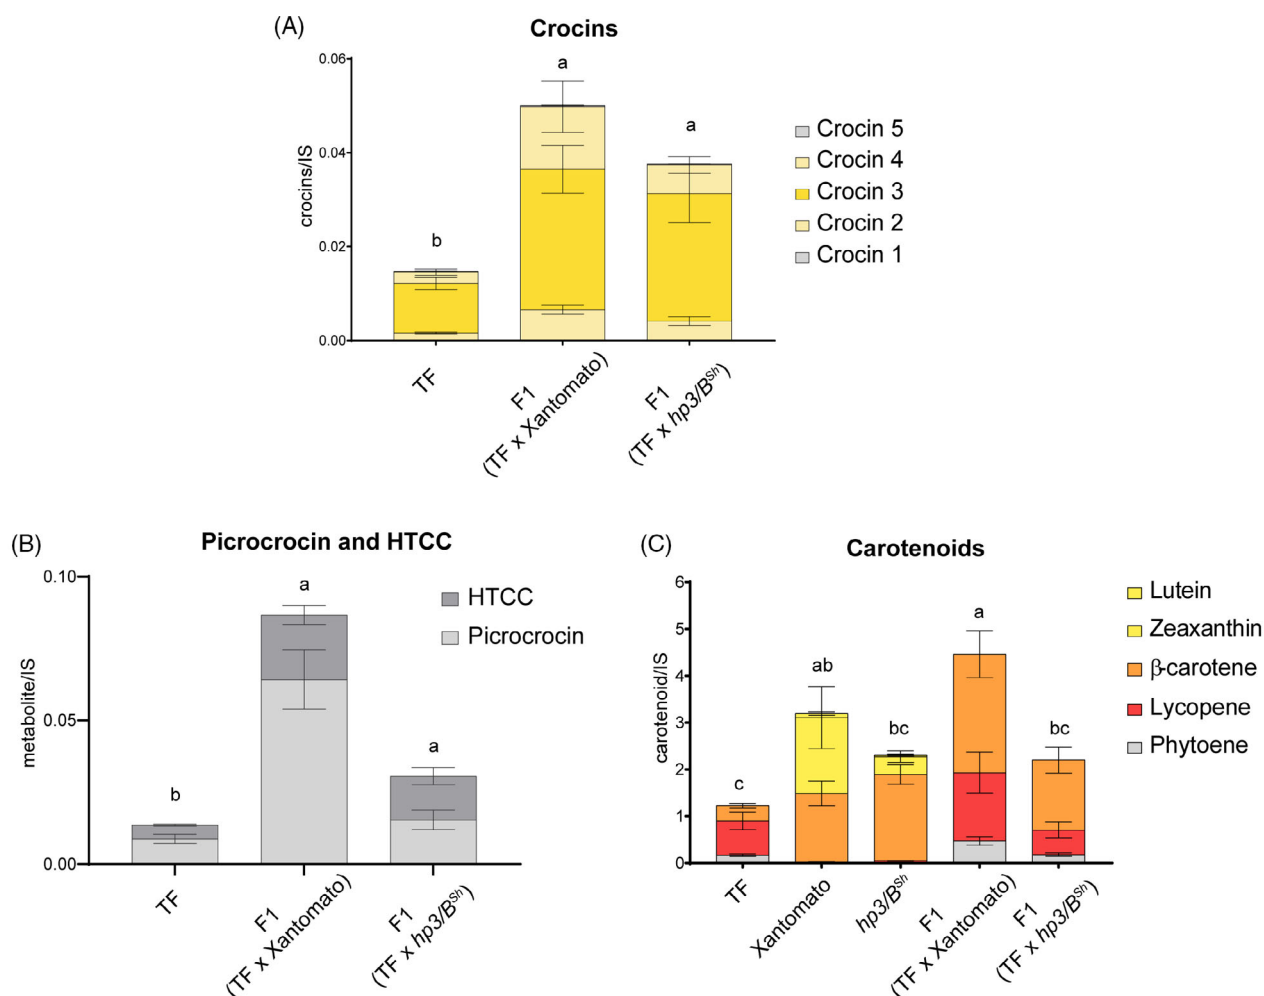 (A)
Crocins
0.06
0.04
0.02
0.00
crocins/IS
b
a
a
TF
F1
(TF x Xantomato)
F1
(TF x hp3/B^Sh)
Crocin 5
Crocin 4
Crocin 3
Crocin 2
Crocin 1
(B)
Picrocrocin and HTCC
0.10
0.05
0.00
metabolite/IS
b
a
a
HTCC
Picrocrocin
TF
F1
(TF x Xantomato)
F1
(TF x hp3/B^Sh)
(C)
Carotenoids
6
5
4
3
2
1
0
carotenoid/IS
c
ab
bc
a
bc
TF
Xantomato
hp3/B^Sh
F1
(TF x Xantomato)
F1
(TF x hp3/B^Sh)
Lutein
Zeaxanthin
β-carotene
Lycopene
Phytoene